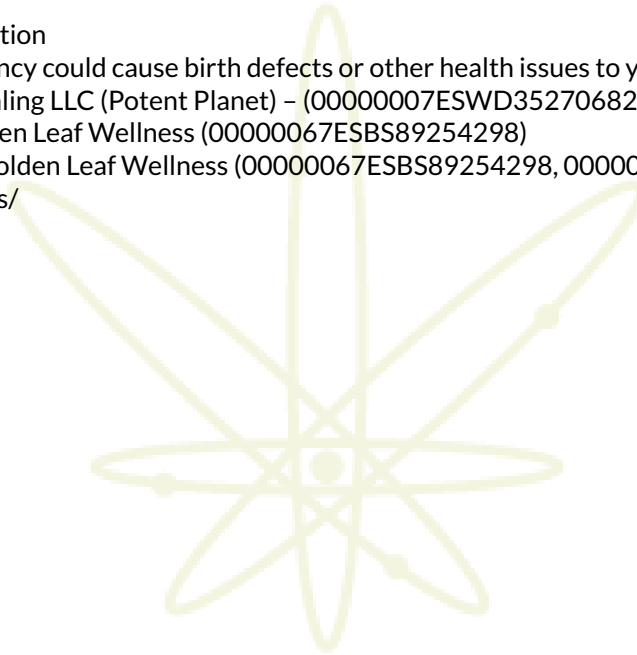 tion
ncy could cause birth defects or other health issues to y
ling LLC (Potent Planet) – (00000007ESWD35270682
en Leaf Wellness (00000067ESBS89254298)
olden Leaf Wellness (00000067ESBS89254298, 00000
s/